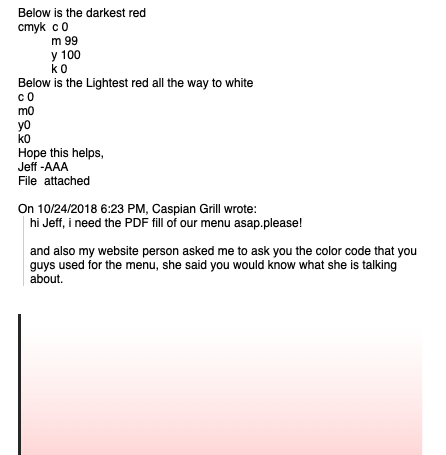 Below is the darkest red
cmyk c 0
m 99
y 100
k 0
Below is the Lightest red all the way to white
c 0
m0
y0
k0
Hope this helps,
Jeff -AAA
File attached
On 10/24/2018 6:23 PM, Caspian Grill wrote:
hi Jeff, i need the PDF fill of our menu asap.please!
and also my website person asked me to ask you the color code that you
guys used for the menu, she said you would know what she is talking
about.